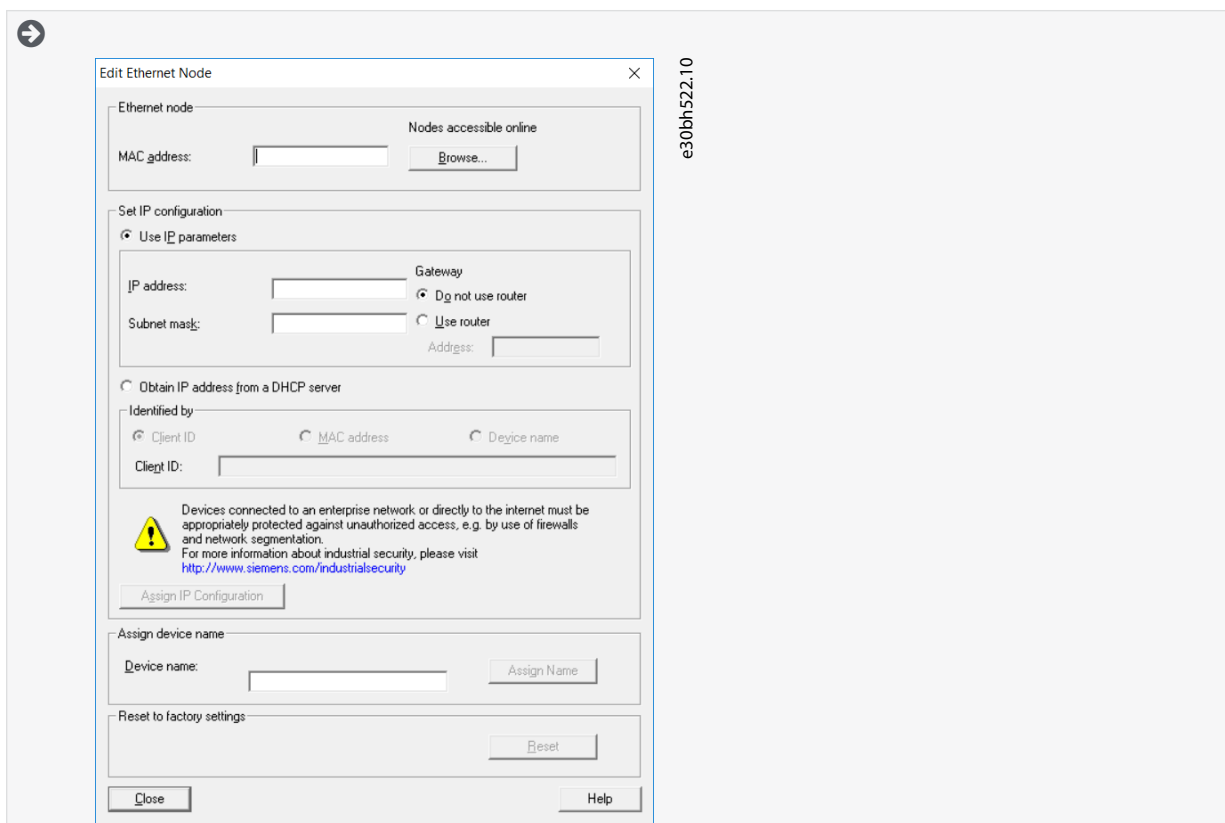 Edit Ethernet Node
e30bh522.10
Ethernet node
Nodes accessible online
MAC address:
Browse...
Set IP configuration
Use IP parameters
Gateway
IP address:
Do not use router
Subnet mask:
Use router
Address:
Obtain IP address from a DHCP server
Identified by
Client ID MAC address Device name
Client ID:
Devices connected to an enterprise network or directly to the internet must be
appropriately protected against unauthorized access, e.g. by use of firewalls
and network segmentation.
For more information about industrial security, please visit
http://www.siemens.com/industrialsecurity
Assign IP Configuration
Assign device name
Device name:
Assign Name
Reset to factory settings
Reset
Close
Help